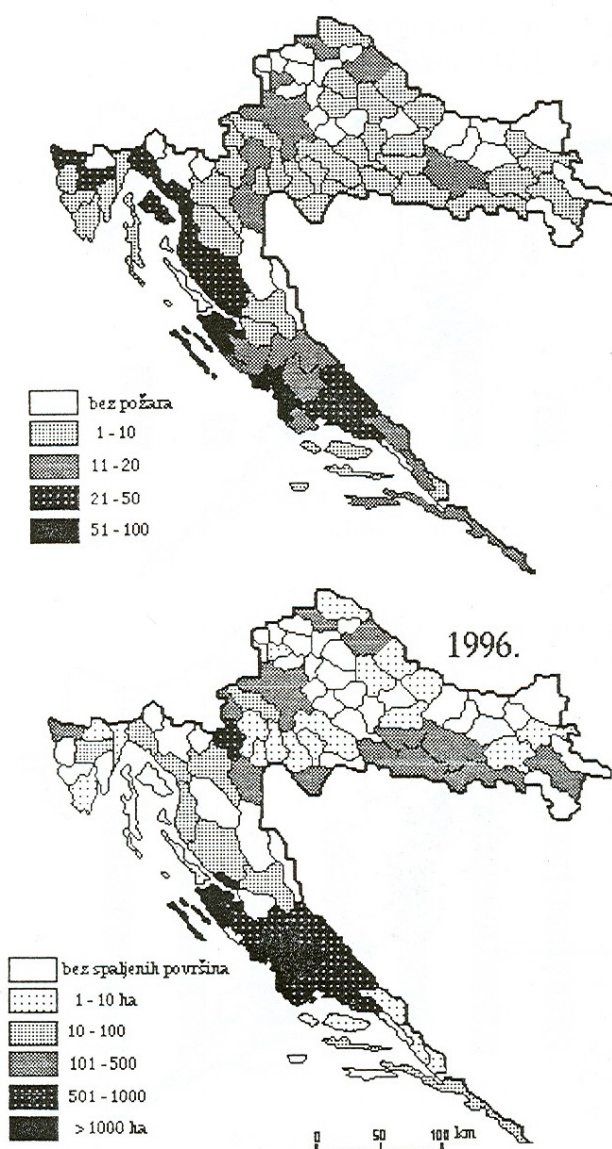 bez požara
1 - 10
11 - 20
21 - 50
51 - 100
1996.
bez spaljenih površina
1 - 10 ha
10 - 100
101 - 500
501 - 1000
> 1000 ha
0 50 100 km